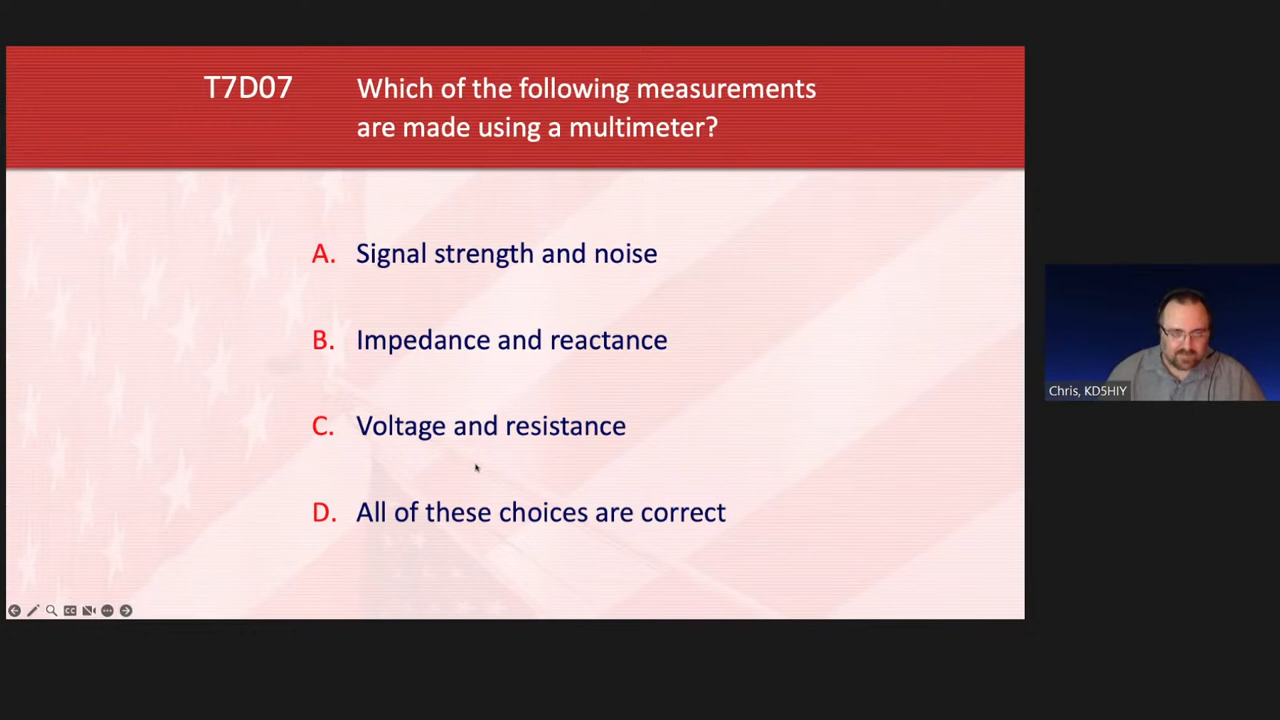 T7D07
Which of the following measurements
are made using a multimeter?
A. Signal strength and noise
B. Impedance and reactance
C. Voltage and resistance
D. All of these choices are correct
Chris, KD5HIY
CC